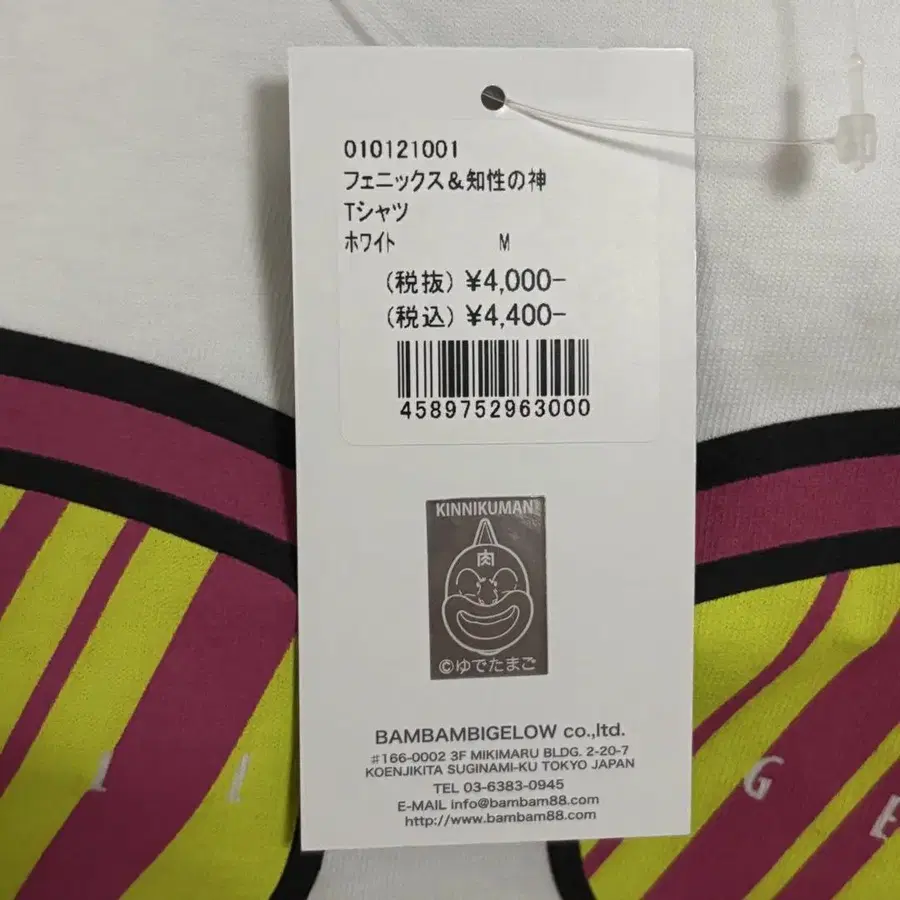 010121001
フェニックス＆知性の神
Tシャツ
ホワイト M
(税抜) ¥4,000-
(税込) ¥4,400-
4589752963000
KINNIKUMAN
肉
©ゆでたまご
BAMBAMBIGELOW co.,ltd.
#166-0002 3F MIKIMARU BLDG. 2-20-7
KOENJIKITA SUGINAMI-KU TOKYO JAPAN
TEL 03-6383-0945
E-MAIL info@bambam88.com
http://www.bambam88.com
G
E